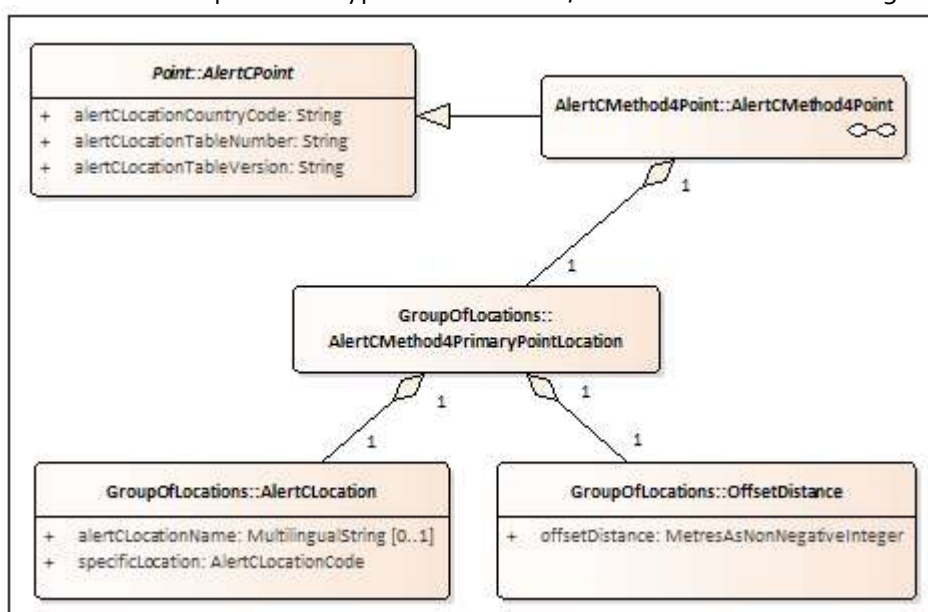 Point::AlertCPoint
+ alertCLocationCountryCode: String
+ alertCLocationTableNumber: String
+ alertCLocationTableVersion: String
AlertCMethod4Point::AlertCMethod4Point
1
1
GroupOfLocations::
AlertCMethod4PrimaryPointLocation
1
1
1
1
GroupOfLocations::AlertCLocation
+ alertCLocationName: MultilingualString [0..1]
+ specificLocation: AlertCLocationCode
GroupOfLocations::OffsetDistance
+ offsetDistance: MetresAsNonNegativeInteger